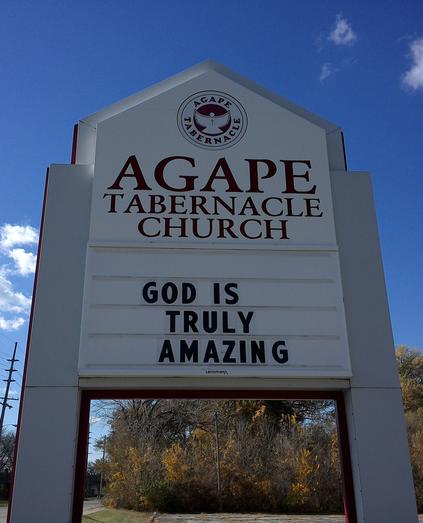 AGAPE
TABERNACLE
AGAPE
TABERNACLE
CHURCH
GOD IS
TRULY
AMAZING